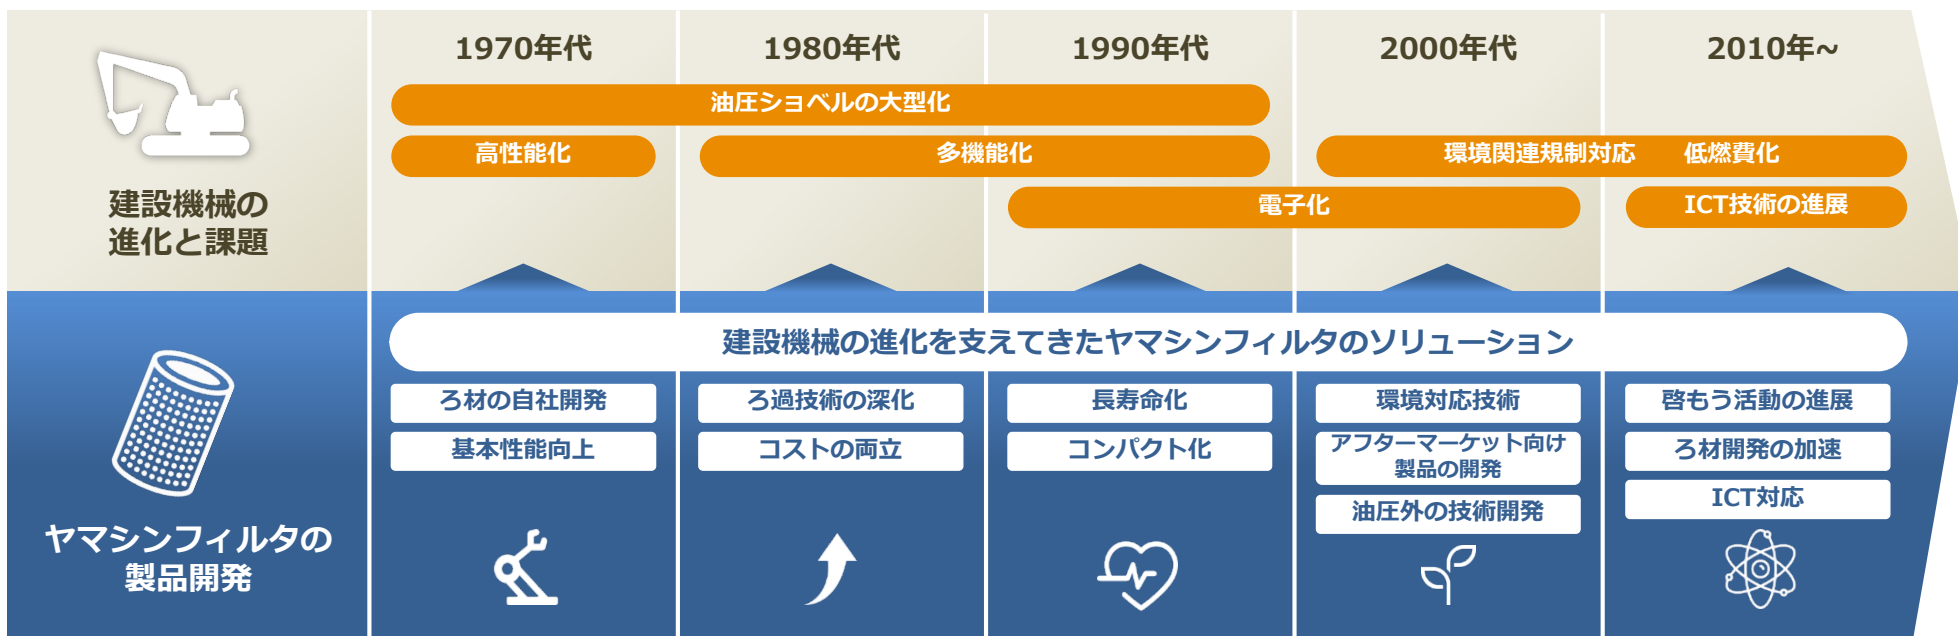 1970年代
1980年代
1990年代
2000年代
2010年~
建設機械の
進化と課題
油圧ショベルの大型化
高性能化
多機能化
環境関連規制対応 低燃費化
電子化
ICT技術の進展
ヤマシンフィルタの
製品開発
建設機械の進化を支えてきたヤマシンフィルタのソリューション
ろ材の自社開発
基本性能向上
ろ過技術の深化
コストの両立
長寿命化
コンパクト化
環境対応技術
アフターマーケット向け
製品の開発
油圧外の技術開発
啓もう活動の進展
ろ材開発の加速
ICT対応